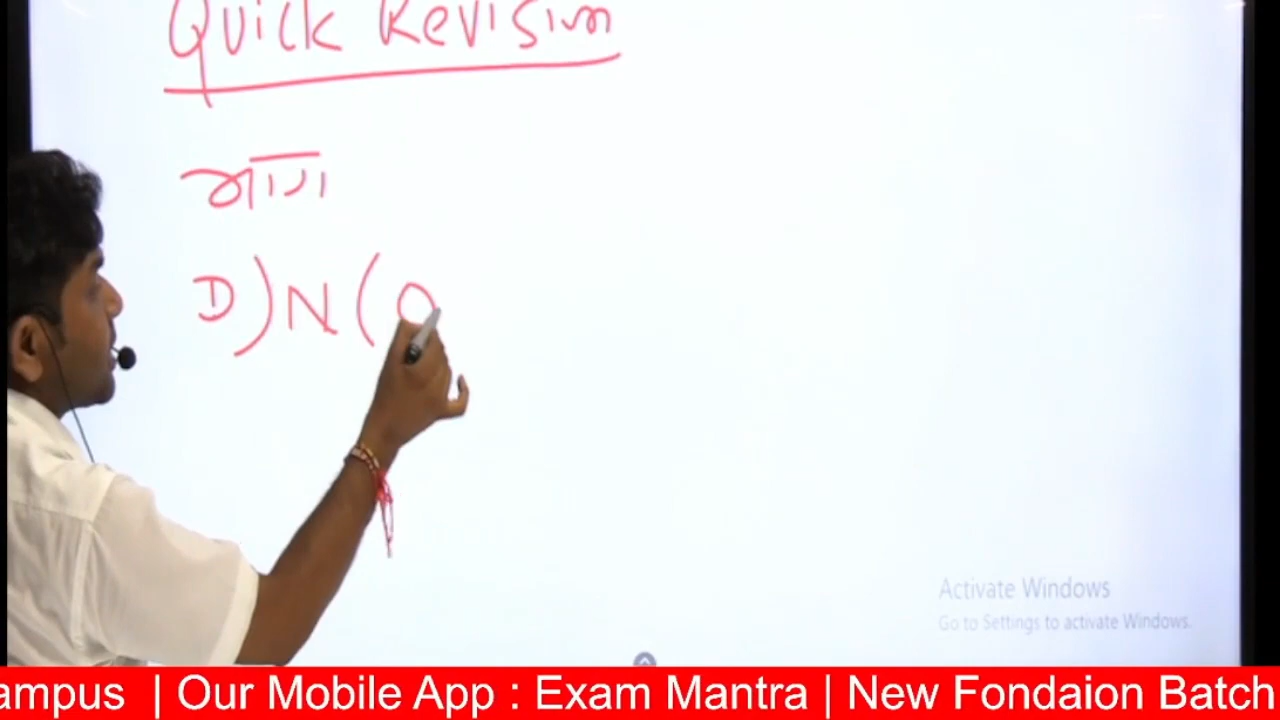 Quick Revision
भाग
D) N (Q
Activate Windows
Go to Settings to activate Windows.
ampus | Our Mobile App : Exam Mantra | New Fondaion Batch